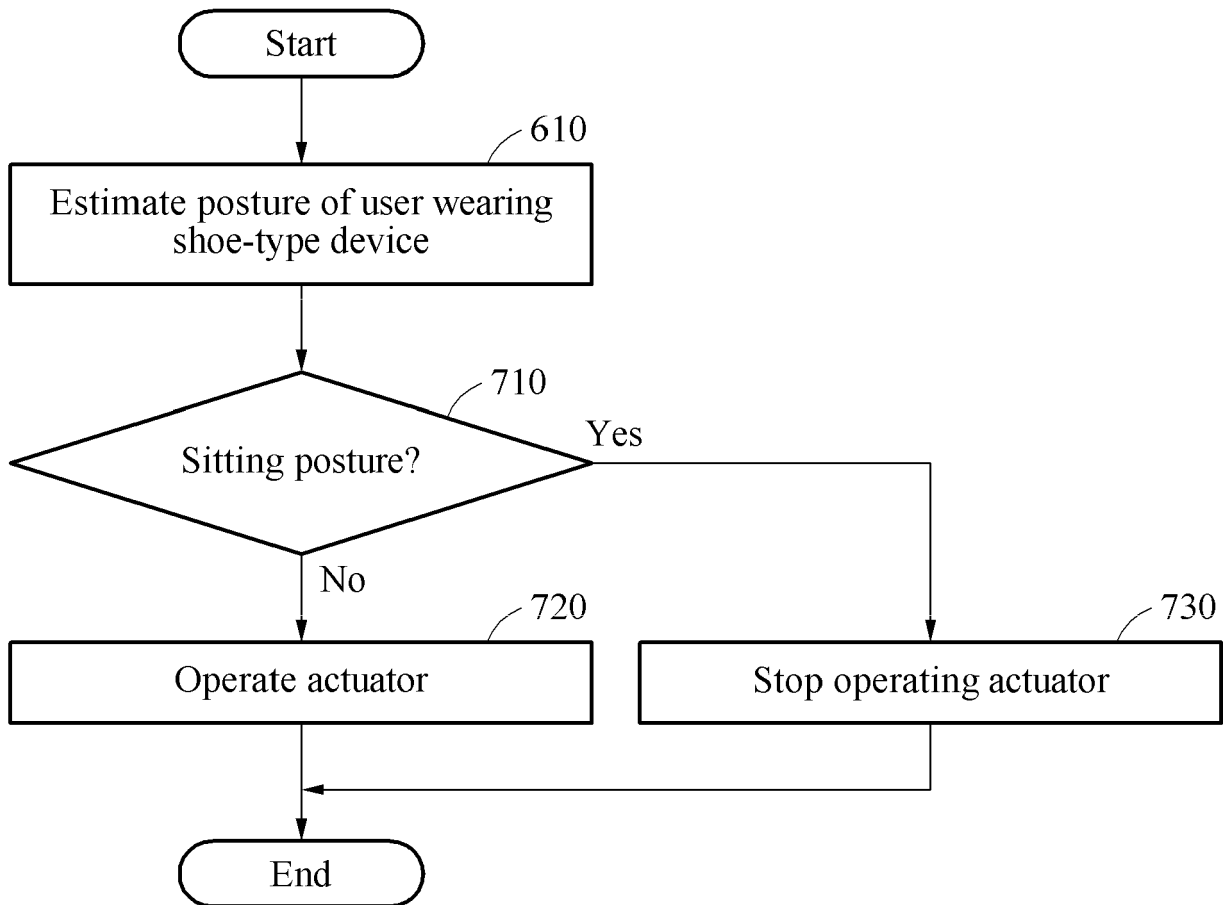 Start
610
Estimate posture of user wearing
shoe-type device
710
Sitting posture?
Yes
No
720
Operate actuator
730
Stop operating actuator
End